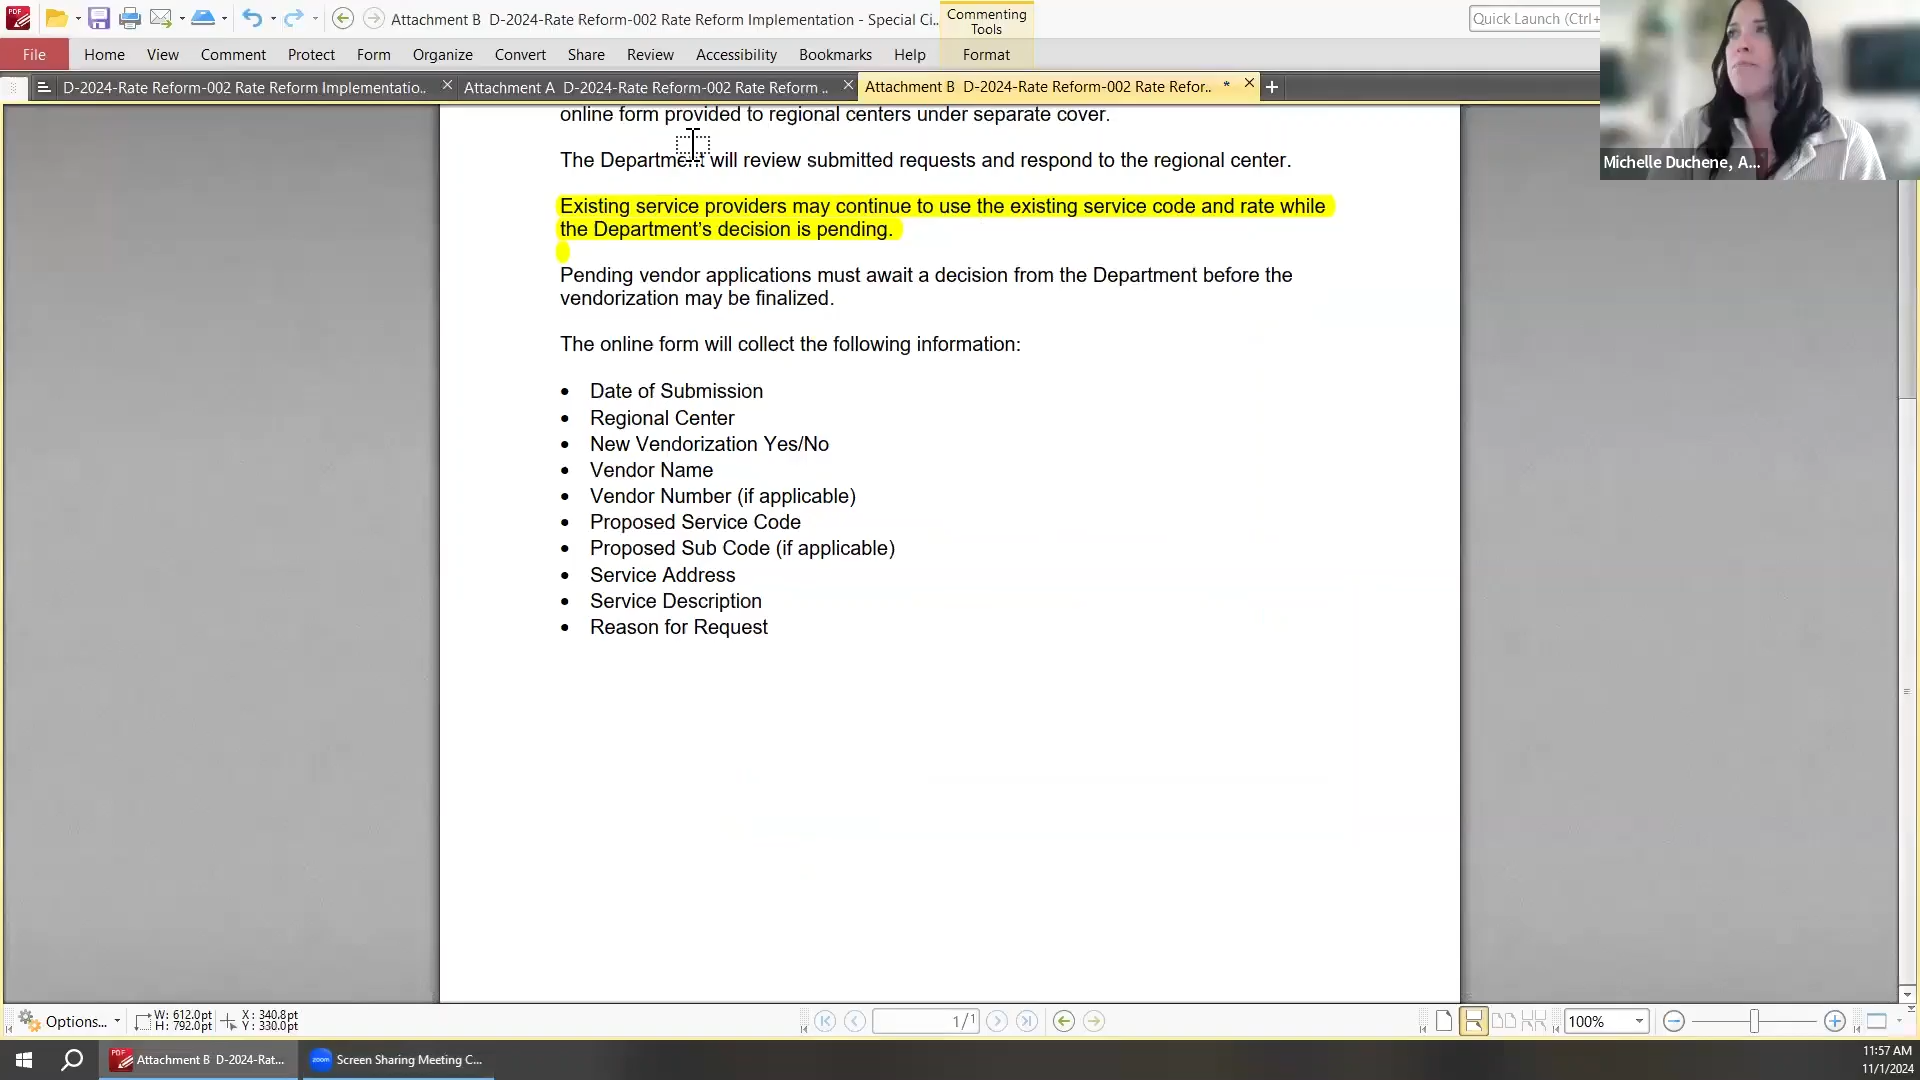 Attachment B  D-2024-Rate Reform-002 Rate Reform Implementation - Special Ci..
Commenting
Tools
Quick Launch (Ctrl+
File
Home
View
Comment
Protect
Form
Organize
Convert
Share
Review
Accessibility
Bookmarks
Help
Format
D-2024-Rate Reform-002 Rate Reform Implementatio..
Attachment A  D-2024-Rate Reform-002 Rate Reform ..
Attachment B  D-2024-Rate Reform-002 Rate Refor.. *
Michelle Duchene, A...
online form provided to regional centers under separate cover.
The Department will review submitted requests and respond to the regional center.
Existing service providers may continue to use the existing service code and rate while
the Department's decision is pending.
Pending vendor applications must await a decision from the Department before the
vendorization may be finalized.
The online form will collect the following information:
• Date of Submission
• Regional Center
• New Vendorization Yes/No
• Vendor Name
• Vendor Number (if applicable)
• Proposed Service Code
• Proposed Sub Code (if applicable)
• Service Address
• Service Description
• Reason for Request
Options...
W: 612.0pt
H: 792.0pt
X: 340.8pt
Y: 330.0pt
1/1
100%
PDF
Attachment B  D-2024-Rat...
zoom
Screen Sharing Meeting C...
11:57 AM
11/1/2024